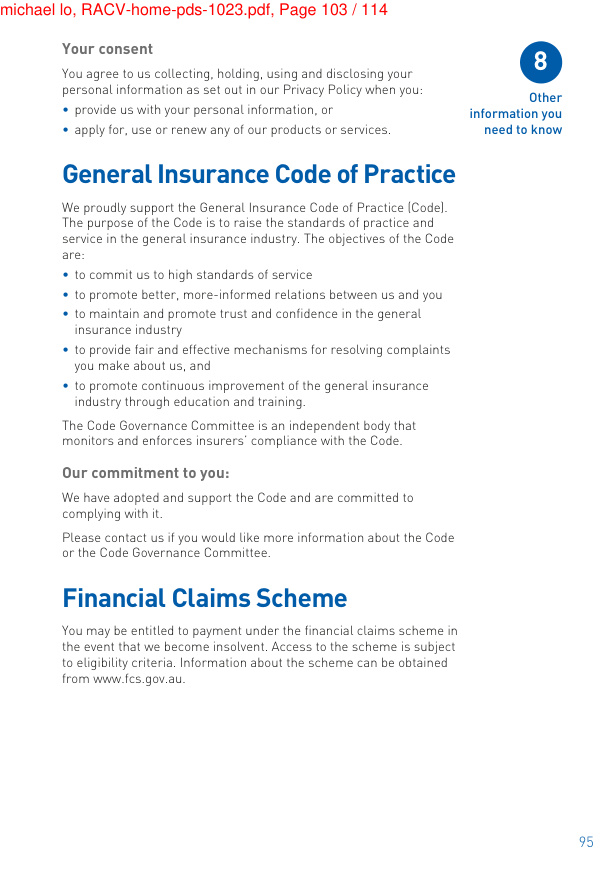 michael lo, RACV-home-pds-1023.pdf, Page 103 / 114
Your consent
You agree to us collecting, holding, using and disclosing your
personal information as set out in our Privacy Policy when you:
• provide us with your personal information, or
• apply for, use or renew any of our products or services.
8
Other
information you
need to know
General Insurance Code of Practice
We proudly support the General Insurance Code of Practice (Code).
The purpose of the Code is to raise the standards of practice and
service in the general insurance industry. The objectives of the Code
are:
• to commit us to high standards of service
• to promote better, more-informed relations between us and you
• to maintain and promote trust and confidence in the general
insurance industry
• to provide fair and effective mechanisms for resolving complaints
you make about us, and
• to promote continuous improvement of the general insurance
industry through education and training.
The Code Governance Committee is an independent body that
monitors and enforces insurers' compliance with the Code.
Our commitment to you:
We have adopted and support the Code and are committed to
complying with it.
Please contact us if you would like more information about the Code
or the Code Governance Committee.
Financial Claims Scheme
You may be entitled to payment under the financial claims scheme in
the event that we become insolvent. Access to the scheme is subject
to eligibility criteria. Information about the scheme can be obtained
from www.fcs.gov.au.
95